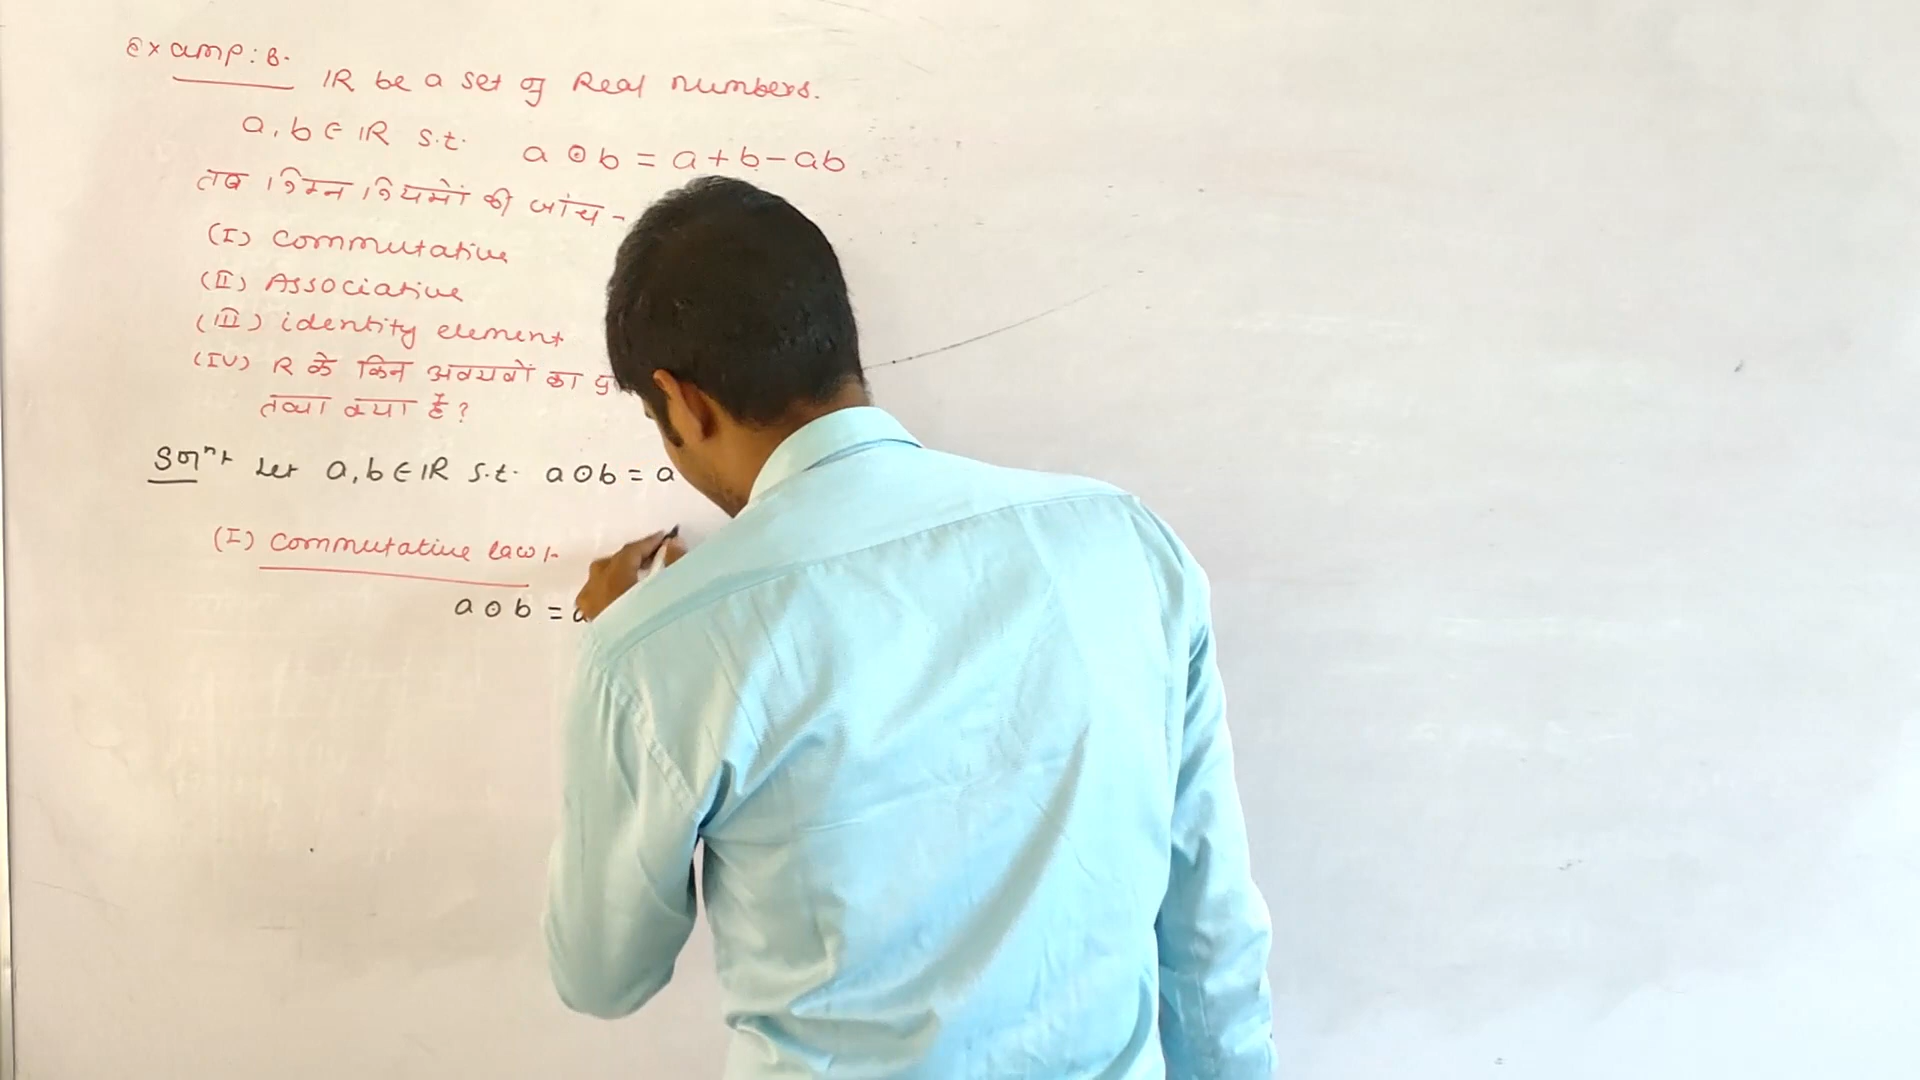 Examp: 8.
IR be a set of Real numbers.
a, b ∈ IR s.t. a ⊙ b = a + b - ab
तब निम्न नियमों की जांच -
(I) Commutative
(II) Associative
(III) identity element
(IV) R के किन अवयवों का
तथा क्या है ?
Solⁿ:- Let a, b ∈ IR s.t. a ⊙ b = a
(I) Commutative law :-
a ⊙ b = a